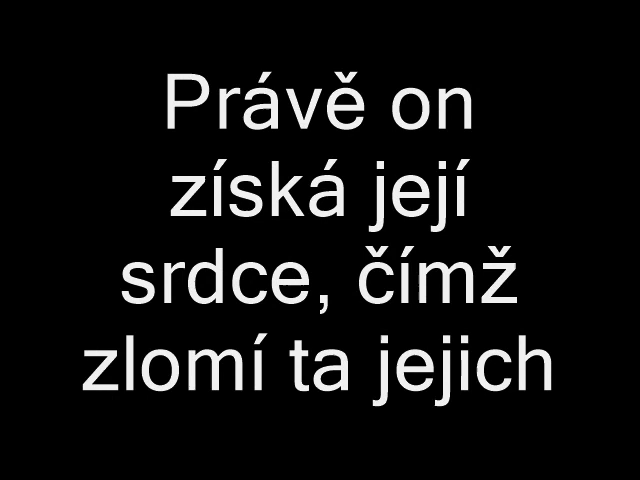 Právě on
získá její
srdce, čímž
zlomí ta jejich